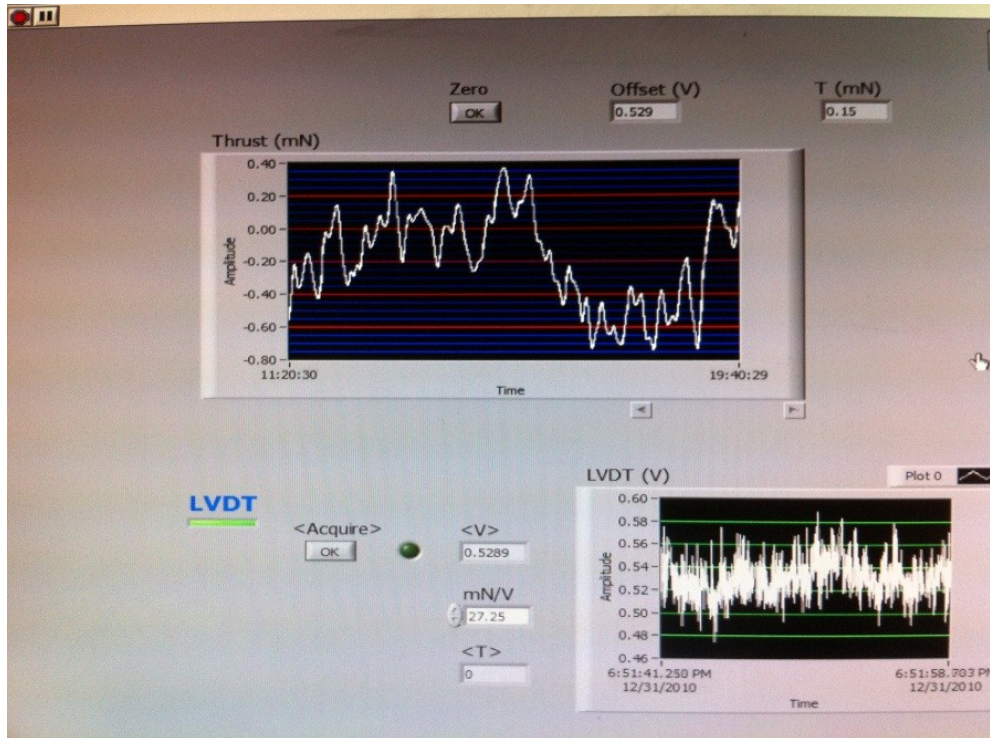 Zero Offset (V) T (mN)
OK 0.529 0.15
Thrust (mN)
0.40
0.20
0.00
-0.20
-0.40
-0.60
-0.80
Amplitude
11:20:30 19:40:29
Time
LVDT
<Acquire>
OK
<V>
0.5289
mN/V
27.25
<T>
0
LVDT (V) Plot 0
0.60
0.58
0.56
0.54
0.52
0.50
0.48
0.46
Amplitude
6:51:41.250 PM 6:51:58.703 PM
12/31/2010 12/31/2010
Time